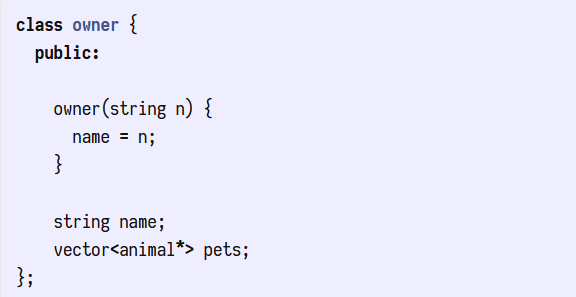 class owner {
  public:

    owner(string n) {
      name = n;
    }

    string name;
    vector<animal*> pets;
};